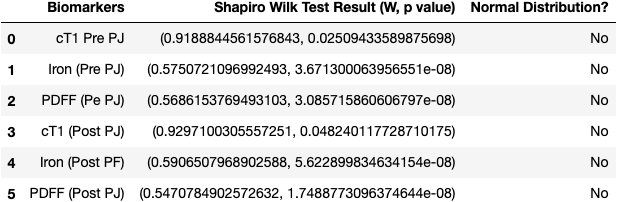 Biomarkers Shapiro Wilk Test Result (W, p value) Normal Distribution?
0 cT1 Pre PJ (0.9188844561576843, 0.02509433589875698) No
1 Iron (Pre PJ) (0.5750721096992493, 3.671300063956551e-08) No
2 PDFF (Pe PJ) (0.5686153769493103, 3.085715860606797e-08) No
3 cT1 (Post PJ) (0.9297100305557251, 0.048240117728710175) No
4 Iron (Post PF) (0.5906507968902588, 5.622899834634154e-08) No
5 PDFF (Post PJ) (0.5470784902572632, 1.7488773096374644e-08) No